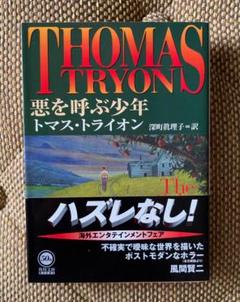 THOMAS
TRYON
悪を呼ぶ少年
トマス・トライオン
深町眞理子=訳
The
ハズレなし!
海外エンタテインメントフェア
不確実で曖昧な世界を描いた
ポストモダンなホラー
風間賢二